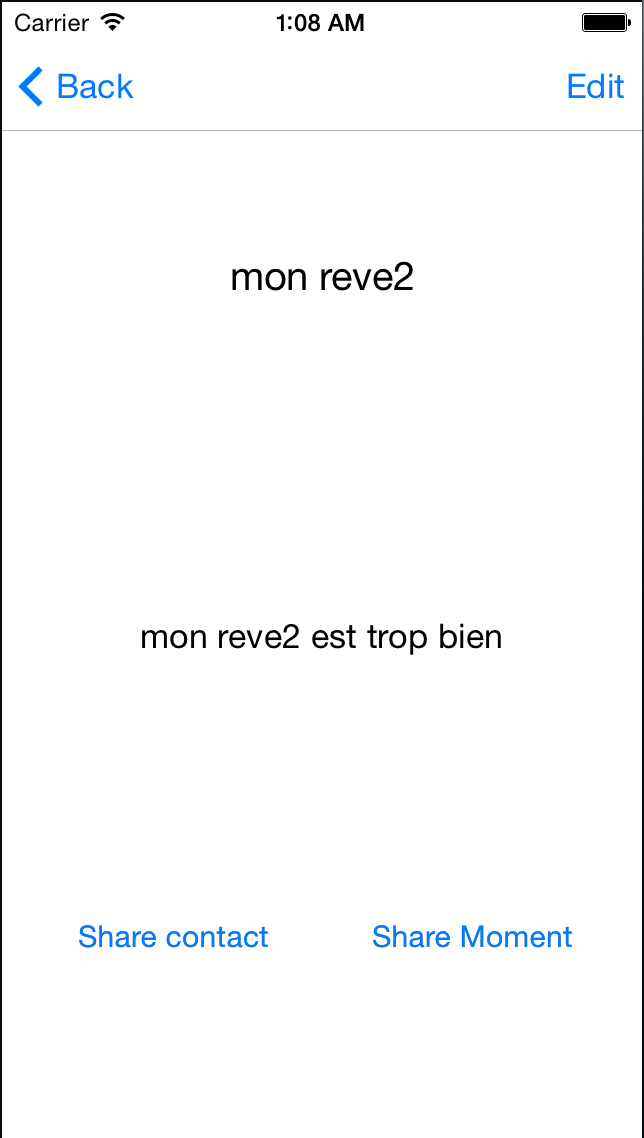 Carrier 1:08 AM
Back Edit
mon reve2
mon reve2 est trop bien
Share contact Share Moment